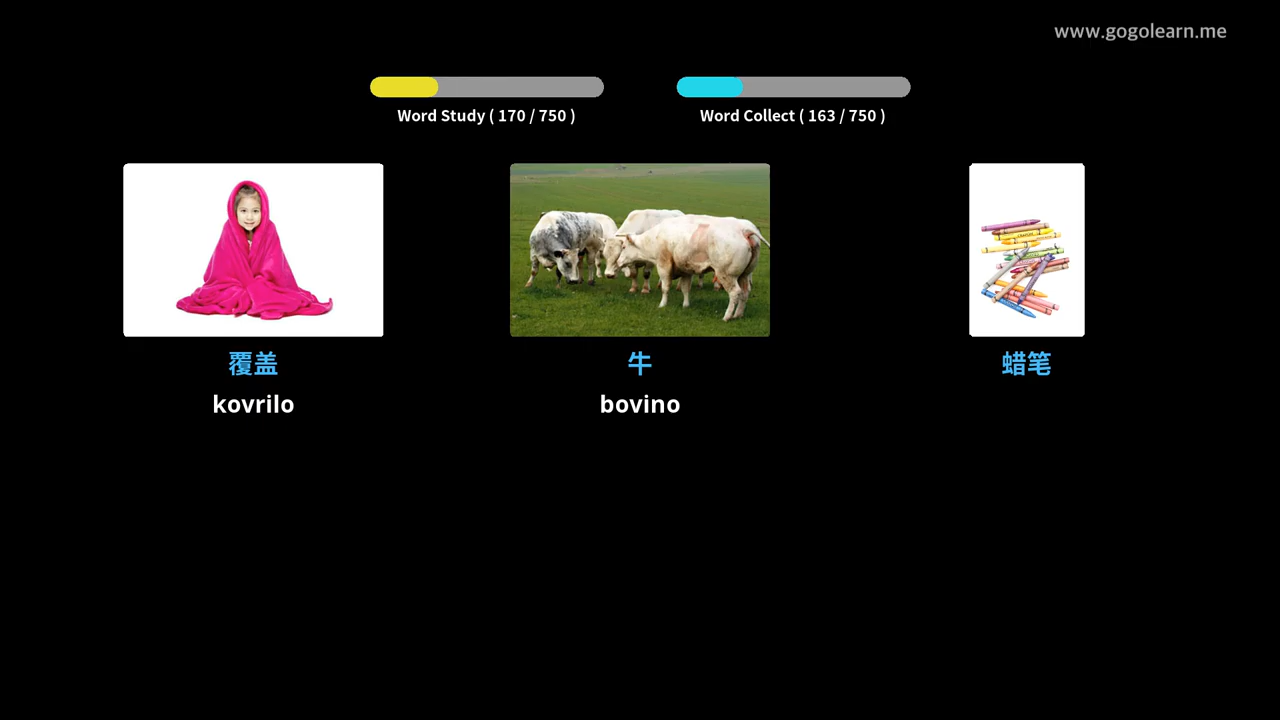 www.gogolearn.me
Word Study ( 170 / 750 )
Word Collect ( 163 / 750 )
覆盖
牛
蜡笔
kovrilo
bovino